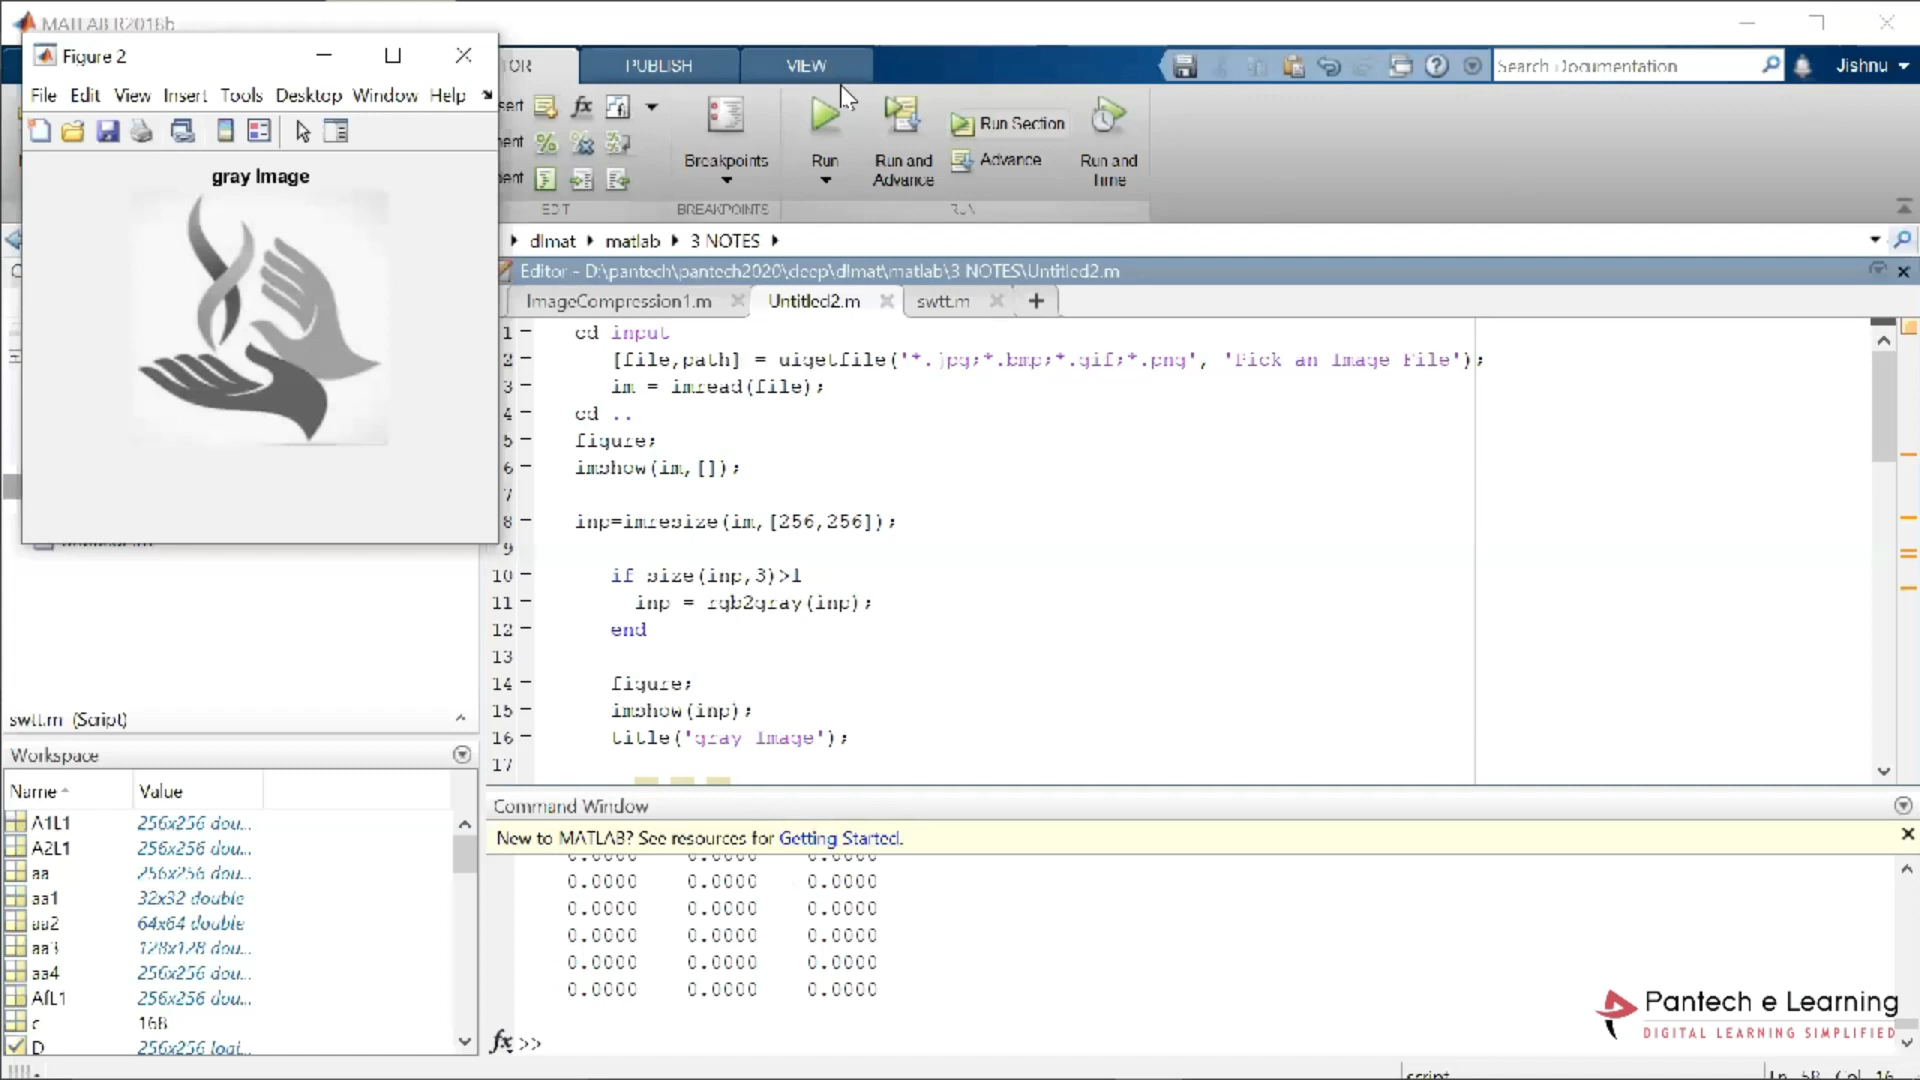 MATLAB R2016b
Figure 2
File Edit View Insert Tools Desktop Window Help
gray Image
PUBLISH VIEW
Search Documentation
Jishnu
Breakpoints
Run
Run and Advance
Run Section
Advance
Run and Time
EDIT BREAKPOINTS RUN
dlmat matlab 3 NOTES
Editor - D:\pantech\pantech2020\deep\dlmat\matlab\3 NOTES\Untitled2.m
ImageCompression1.m Untitled2.m swtt.m
1 cd input
2 [file,path] = uigetfile('*.jpg;*.bmp;*.gif;*.png', 'Pick an Image File');
3 im = imread(file);
4 cd ..
5 figure;
6 imshow(im,[]);
7
8 inp=imresize(im,[256,256]);
9
10 if size(inp,3)>1
11 inp = rgb2gray(inp);
12 end
13
14 figure;
15 imshow(inp);
16 title('gray Image');
17
swtt.m (Script)
Workspace
Name Value
A1L1 256x256 dou...
A2L1 256x256 dou...
aa 256x256 dou...
aa1 32x32 double
aa2 64x64 double
aa3 128x128 dou...
aa4 256x256 dou...
AfL1 256x256 dou...
c 168
D 256x256 logi...
Command Window
New to MATLAB? See resources for Getting Started.
0.0000 0.0000 0.0000
0.0000 0.0000 0.0000
0.0000 0.0000 0.0000
0.0000 0.0000 0.0000
0.0000 0.0000 0.0000
0.0000 0.0000 0.0000
fx >>
Pantech e Learning
DIGITAL LEARNING SIMPLIFIED
script
Ln 58 Col 16